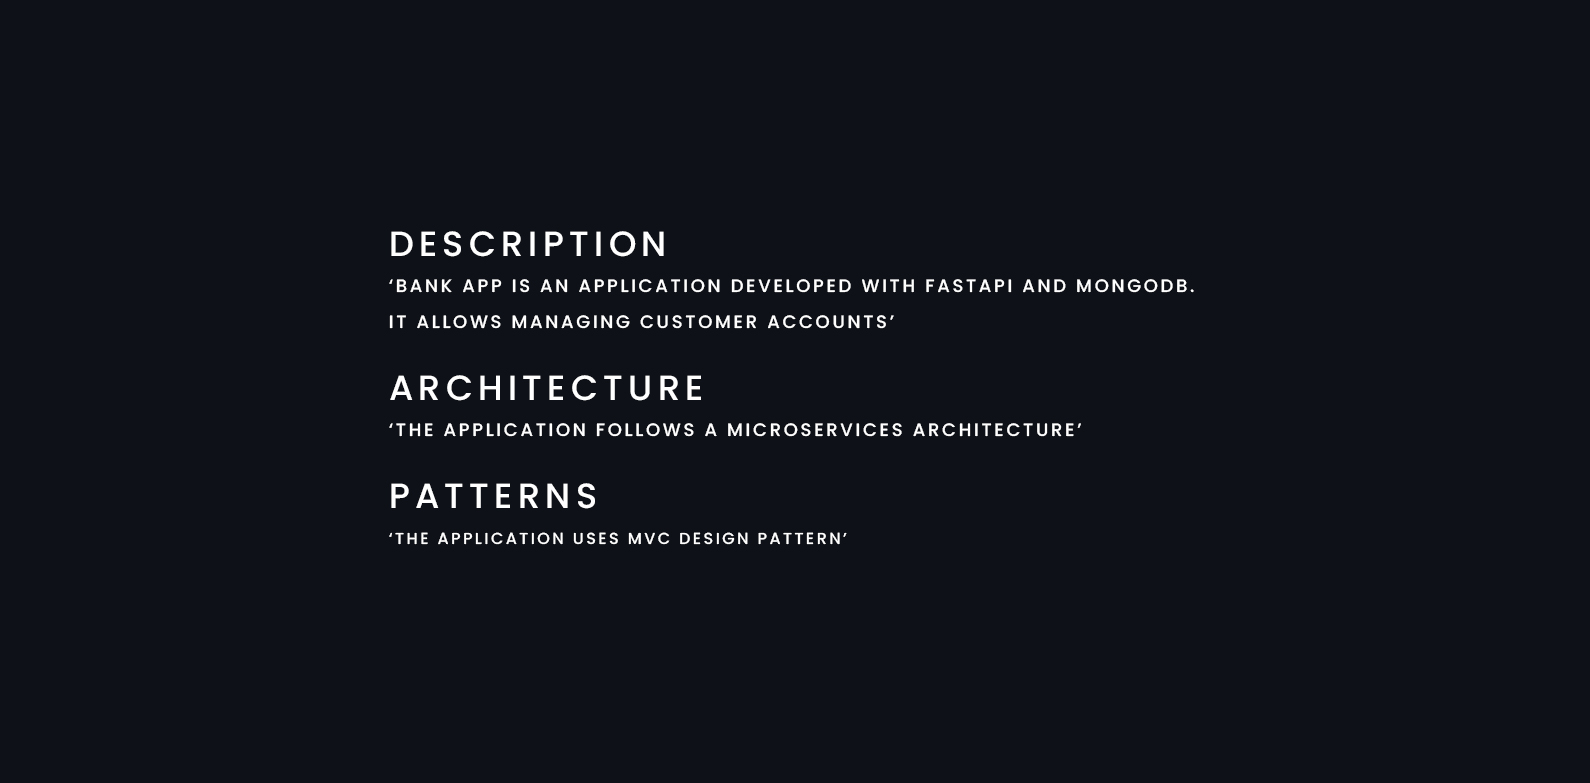 DESCRIPTION
‘BANK APP IS AN APPLICATION DEVELOPED WITH FASTAPI AND MONGODB.
IT ALLOWS MANAGING CUSTOMER ACCOUNTS’
ARCHITECTURE
‘THE APPLICATION FOLLOWS A MICROSERVICES ARCHITECTURE’
PATTERNS
‘THE APPLICATION USES MVC DESIGN PATTERN’